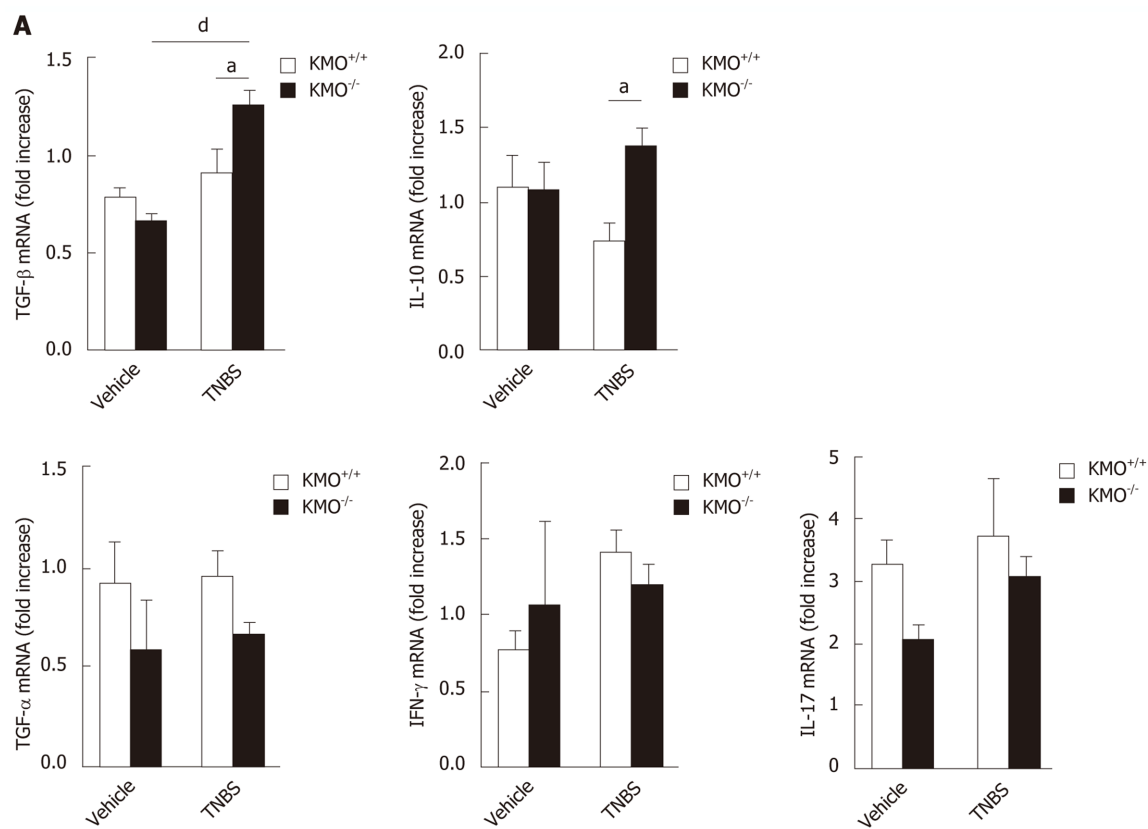 A
d
a
KMO+/+
KMO-/-
1.5
1.0
0.5
0.0
TGF-β mRNA (fold increase)
Vehicle
TNBS
a
KMO+/+
KMO-/-
2.0
1.5
1.0
0.5
0.0
IL-10 mRNA (fold increase)
Vehicle
TNBS
KMO+/+
KMO-/-
1.5
1.0
0.5
0.0
TGF-α mRNA (fold increase)
Vehicle
TNBS
KMO+/+
KMO-/-
2.0
1.5
1.0
0.5
0.0
IFN-γ mRNA (fold increase)
Vehicle
TNBS
KMO+/+
KMO-/-
5
4
3
2
1
0
IL-17 mRNA (fold increase)
Vehicle
TNBS